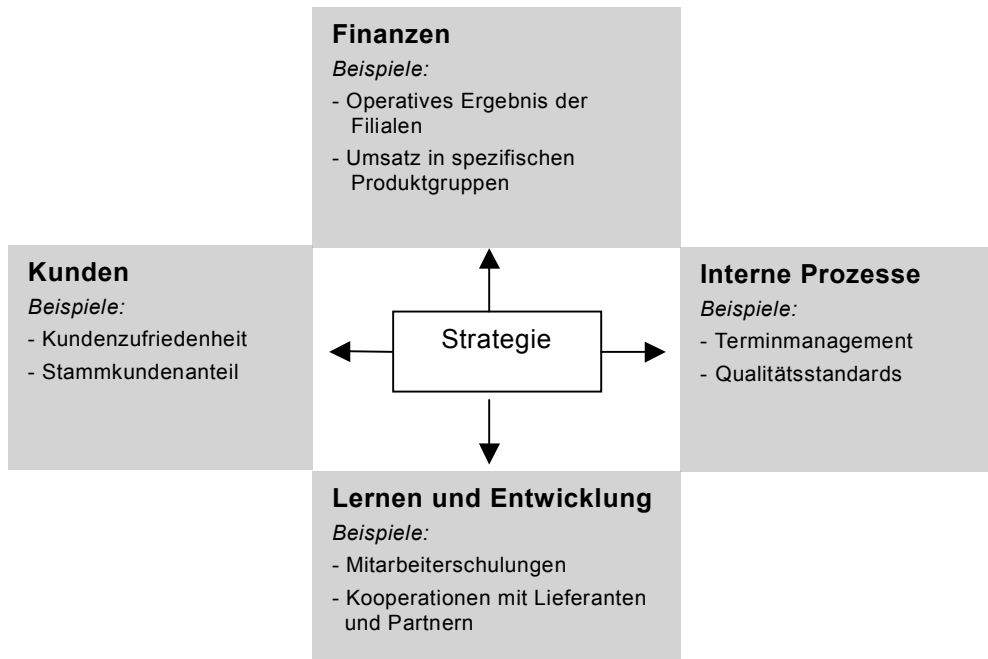 Finanzen
Beispiele:
- Operatives Ergebnis der
Filialen
- Umsatz in spezifischen
Produktgruppen
Kunden
Beispiele:
- Kundenzufriedenheit
- Stammkundenanteil
Strategie
Interne Prozesse
Beispiele:
- Terminmanagement
- Qualitätsstandards
Lernen und Entwicklung
Beispiele:
- Mitarbeiterschulungen
- Kooperationen mit Lieferanten
und Partnern